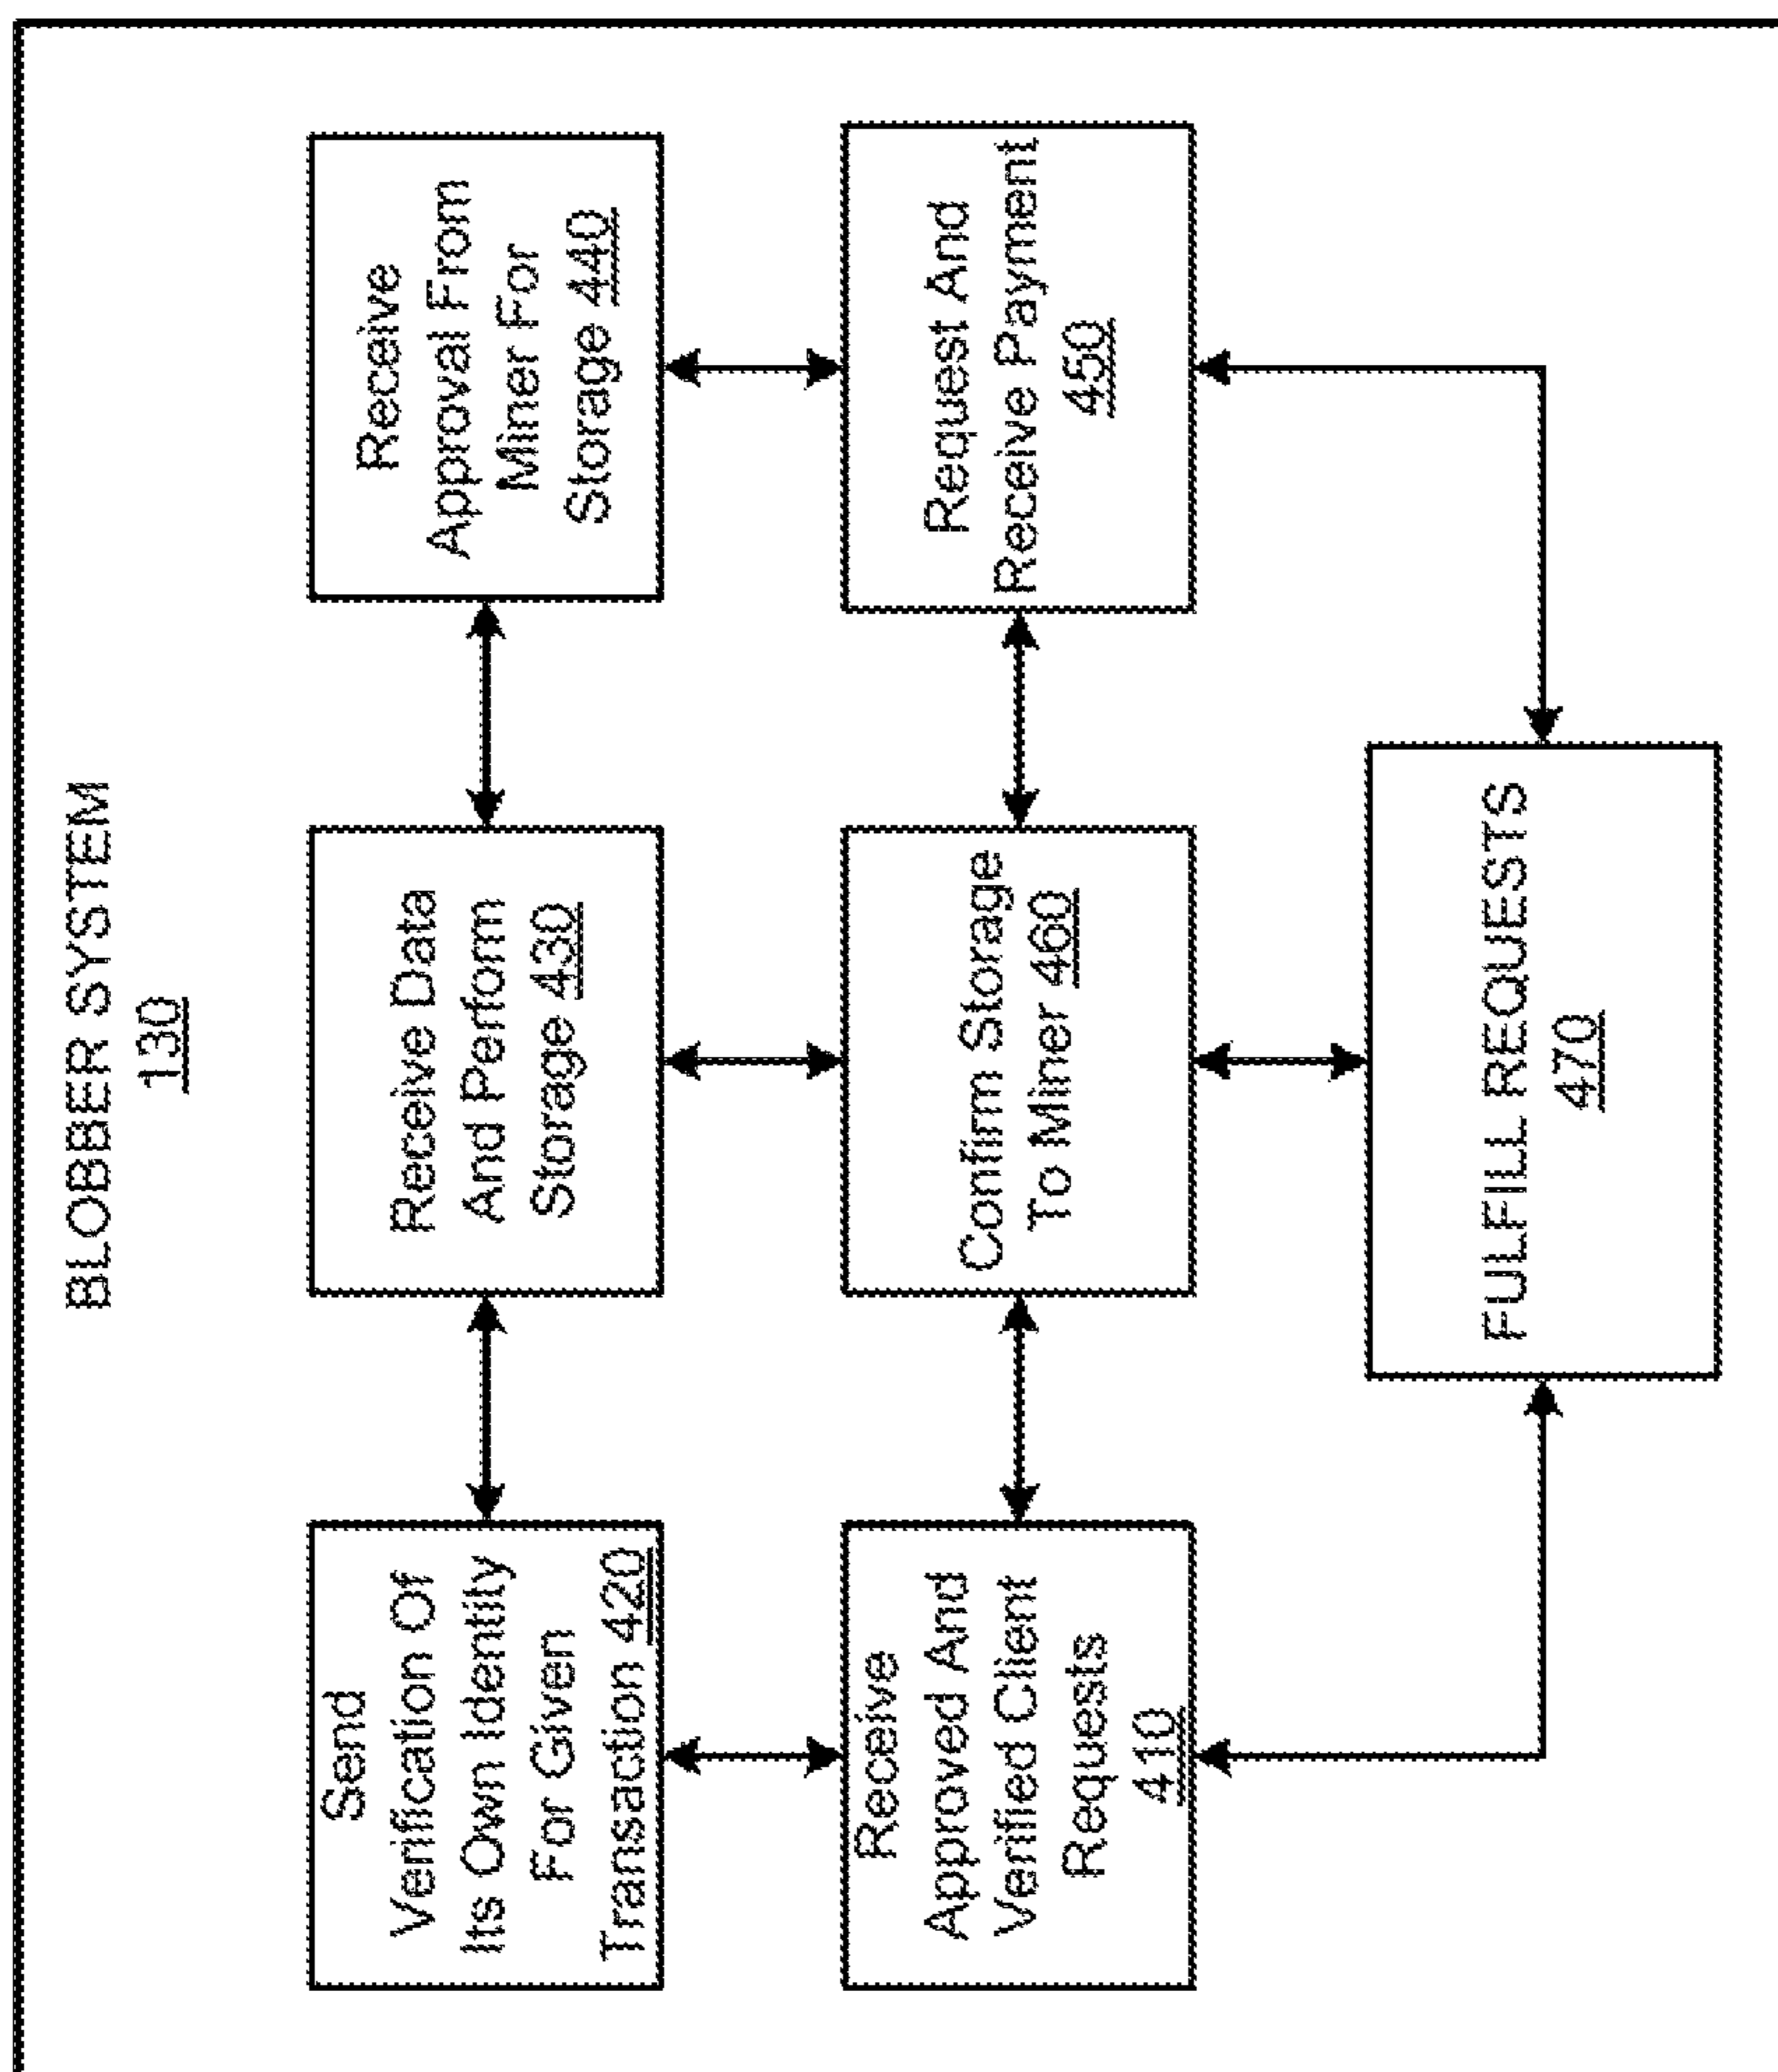 BLOBBER SYSTEM
130
Send
Verification Of
Its Own Identity
For Given
Transaction 420
Receive Data
And Perform
Storage 430
Receive
Approval From
Miner For
Storage 440
Receive
Approved And
Verified Client
Requests
410
Confirm Storage
To Miner 460
Request And
Receive Payment
450
FULFILL REQUESTS
470